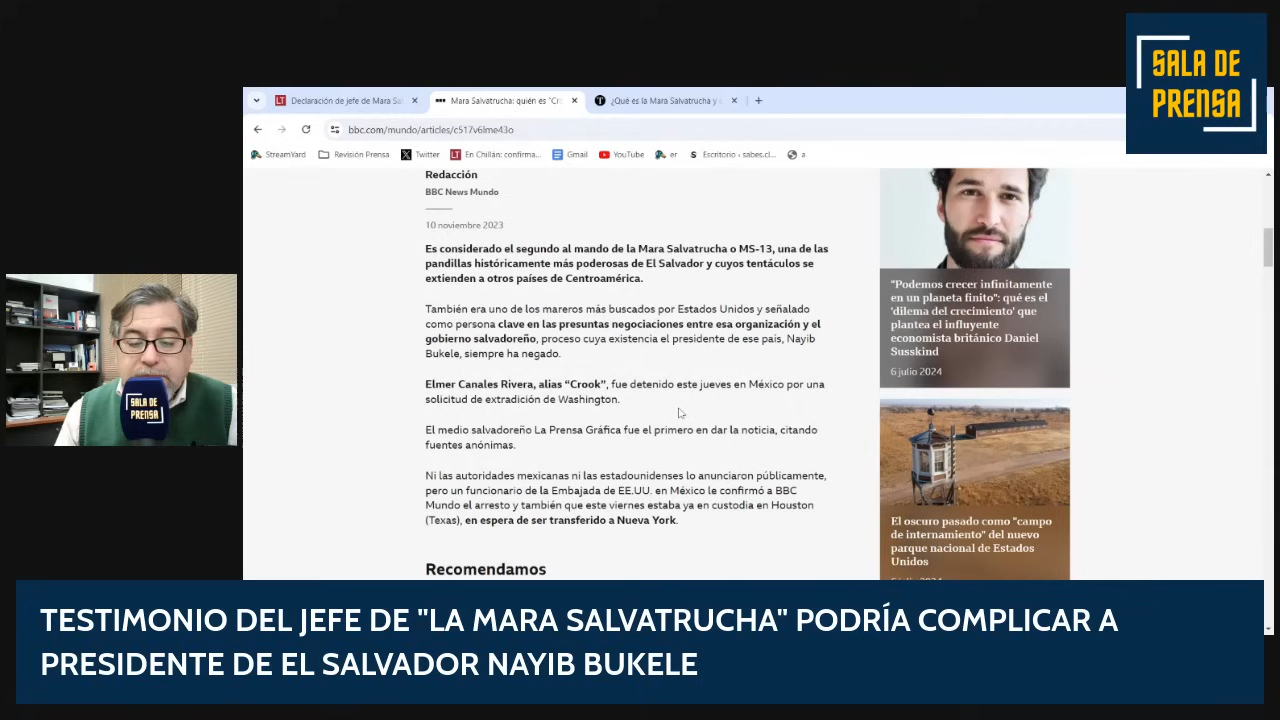 SALA DE
PRENSA
Declaración de jefe de Mara Sal
Mara Salvatrucha: quién es "Cro
¿Qué es la Mara Salvatrucha y
bbc.com/mundo/articles/c517v6lme43o
StreamYard
Revisión Prensa
Twitter
En Chillán: confirma...
Gmail
YouTube
er
Escritorio ‹ sabes.cl...
a
Redacción
BBC News Mundo
10 noviembre 2023
Es considerado el segundo al mando de la Mara Salvatrucha o MS-13, una de las
pandillas históricamente más poderosas de El Salvador y cuyos tentáculos se
extienden a otros países de Centroamérica.
También era uno de los mareros más buscados por Estados Unidos y señalado
como persona clave en las presuntas negociaciones entre esa organización y el
gobierno salvadoreño, proceso cuya existencia el presidente de ese país, Nayib
Bukele, siempre ha negado.
Elmer Canales Rivera, alias “Crook”, fue detenido este jueves en México por una
solicitud de extradición de Washington.
El medio salvadoreño La Prensa Gráfica fue el primero en dar la noticia, citando
fuentes anónimas.
Ni las autoridades mexicanas ni las estadounidenses lo anunciaron públicamente,
pero un funcionario de la Embajada de EE.UU. en México le confirmó a BBC
Mundo el arresto y también que este viernes estaba ya en custodia en Houston
(Texas), en espera de ser transferido a Nueva York.
Recomendamos
"Podemos crecer infinitamente
en un planeta finito": qué es el
'dilema del crecimiento' que
plantea el influyente
economista británico Daniel
Susskind
6 julio 2024
El oscuro pasado como "campo
de internamiento" del nuevo
parque nacional de Estados
Unidos
SALA DE
PRENSA
TESTIMONIO DEL JEFE DE "LA MARA SALVATRUCHA" PODRÍA COMPLICAR A
PRESIDENTE DE EL SALVADOR NAYIB BUKELE